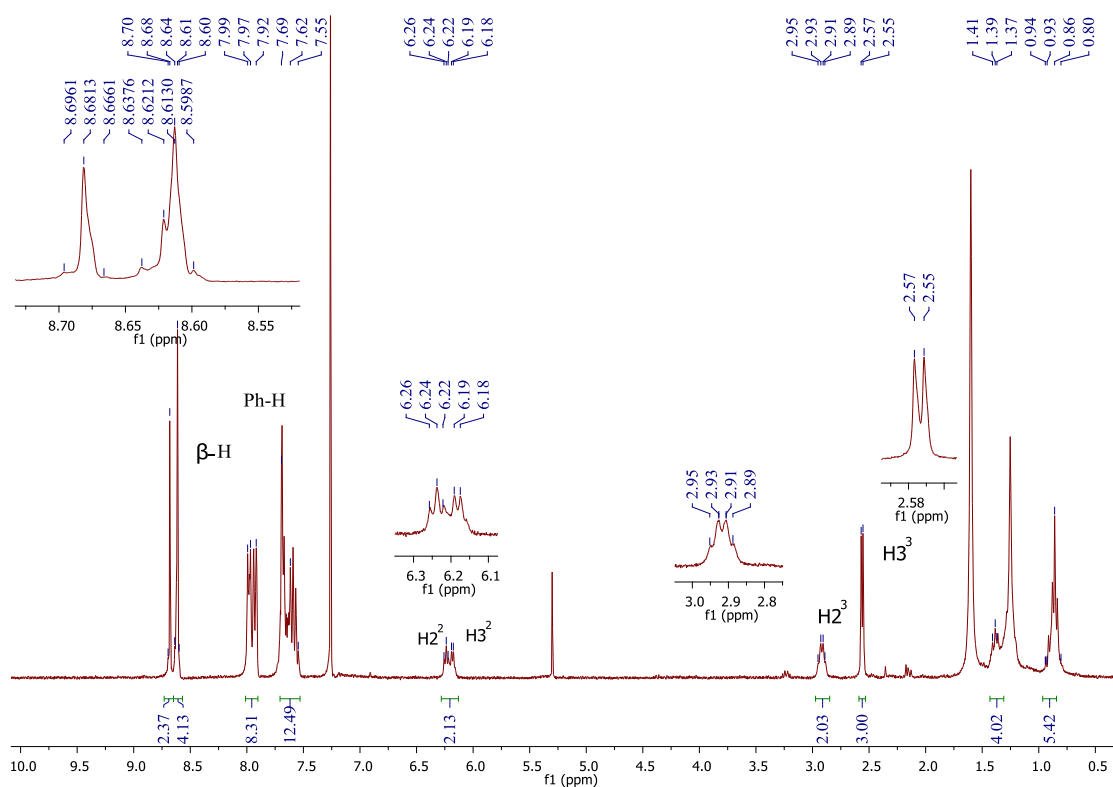 8.70 8.68 8.64 8.61 8.60 7.99 7.97 7.92 7.69 7.62 7.55 6.26 6.24 6.22 6.19 6.18 2.95 2.93 2.91 2.89 2.57 2.55 1.41 1.39 1.37 0.94 0.93 0.86 0.80
8.6961 8.6813 8.6661 8.6376 8.6212 8.6130 8.5987
8.70 8.65 8.60 8.55
f1 (ppm)
2.57 2.55
2.58
f1 (ppm)
6.26 6.24 6.22 6.19 6.18
6.3 6.2 6.1
f1 (ppm)
2.95 2.93 2.91 2.89
3.0 2.9 2.8
f1 (ppm)
Ph-H
β-H
H3³
H2² H3²
H2³
2.37 4.13 8.31 12.49 2.13 2.03 3.00 4.02 5.42
10.0 9.5 9.0 8.5 8.0 7.5 7.0 6.5 6.0 5.5 5.0 4.5 4.0 3.5 3.0 2.5 2.0 1.5 1.0 0.5
f1 (ppm)